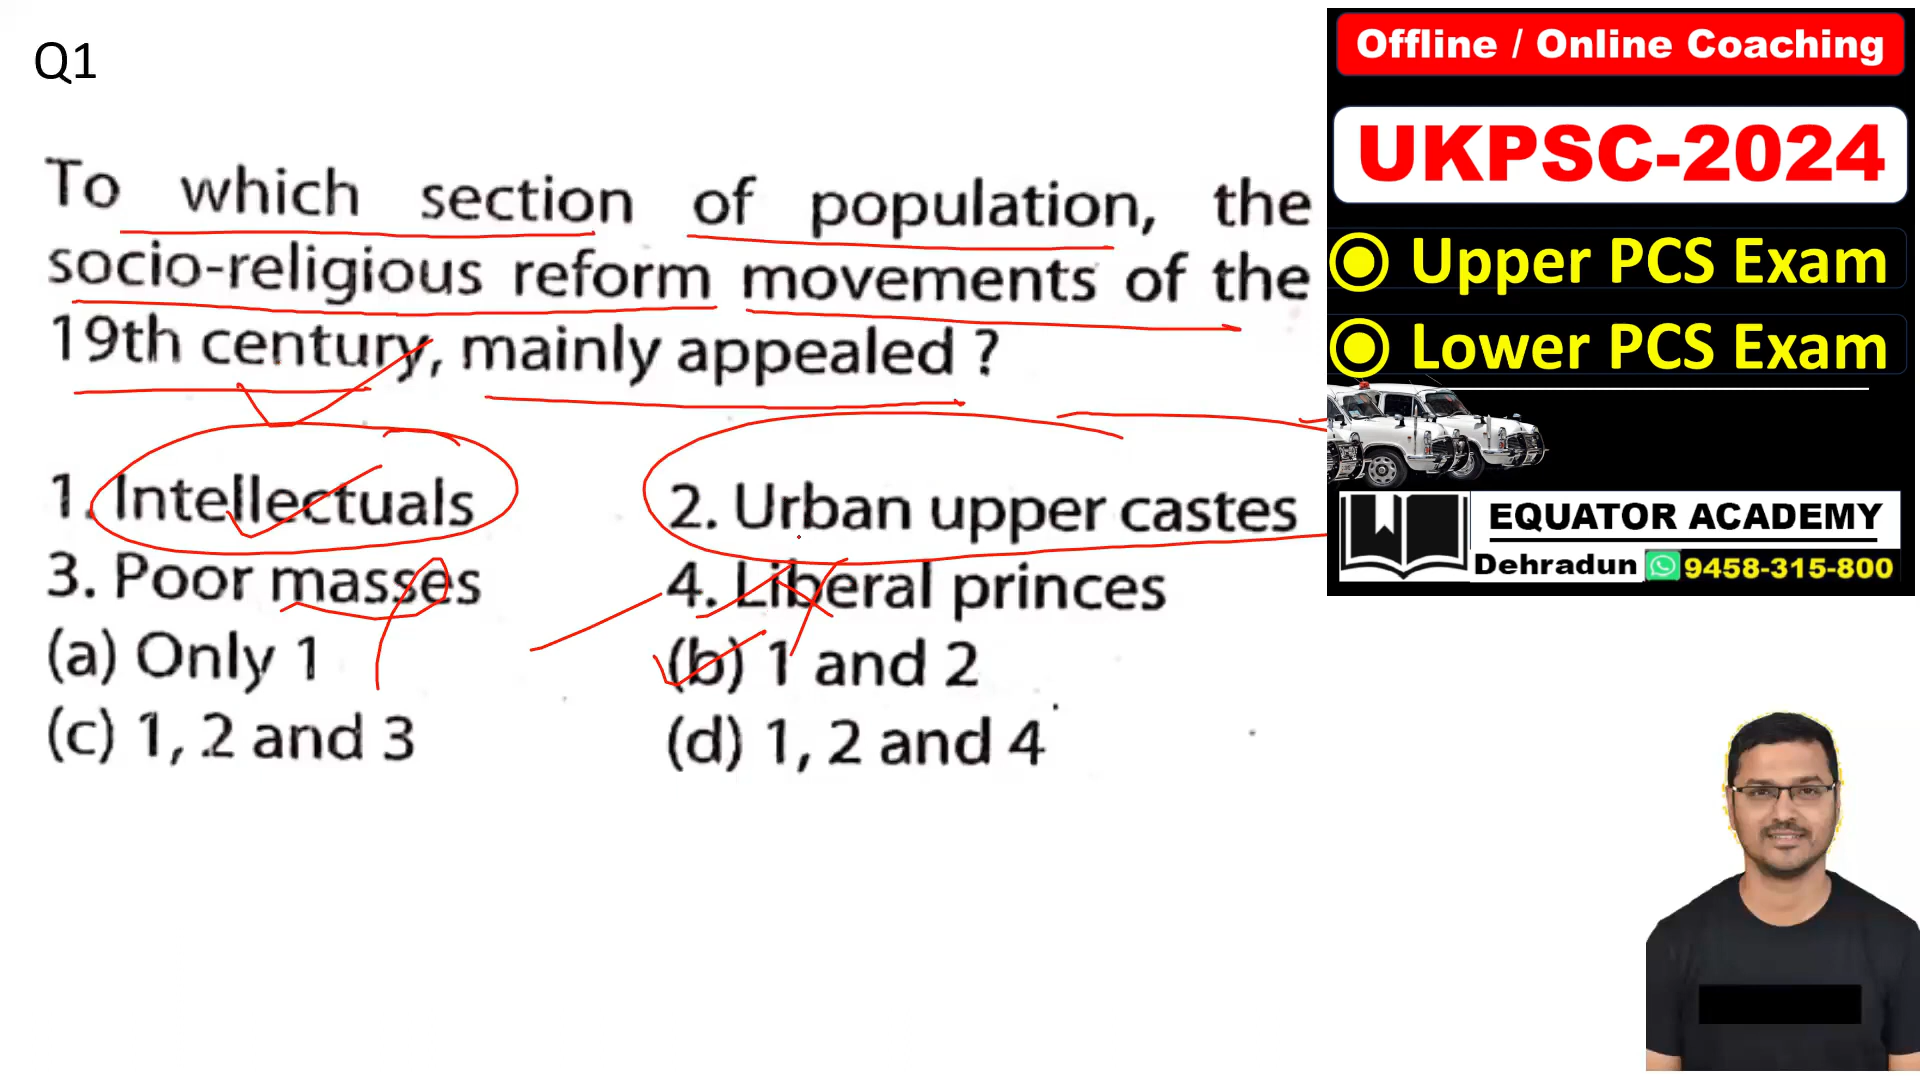 Q1
To which section of population, the
socio-religious reform movements of the
19th century, mainly appealed ?
1. Intellectuals 2. Urban upper castes
3. Poor masses 4. Liberal princes
(a) Only 1 (b) 1 and 2
(c) 1, 2 and 3 (d) 1, 2 and 4
Offline / Online Coaching
UKPSC-2024
Upper PCS Exam
Lower PCS Exam
EQUATOR ACADEMY
Dehradun 9458-315-800